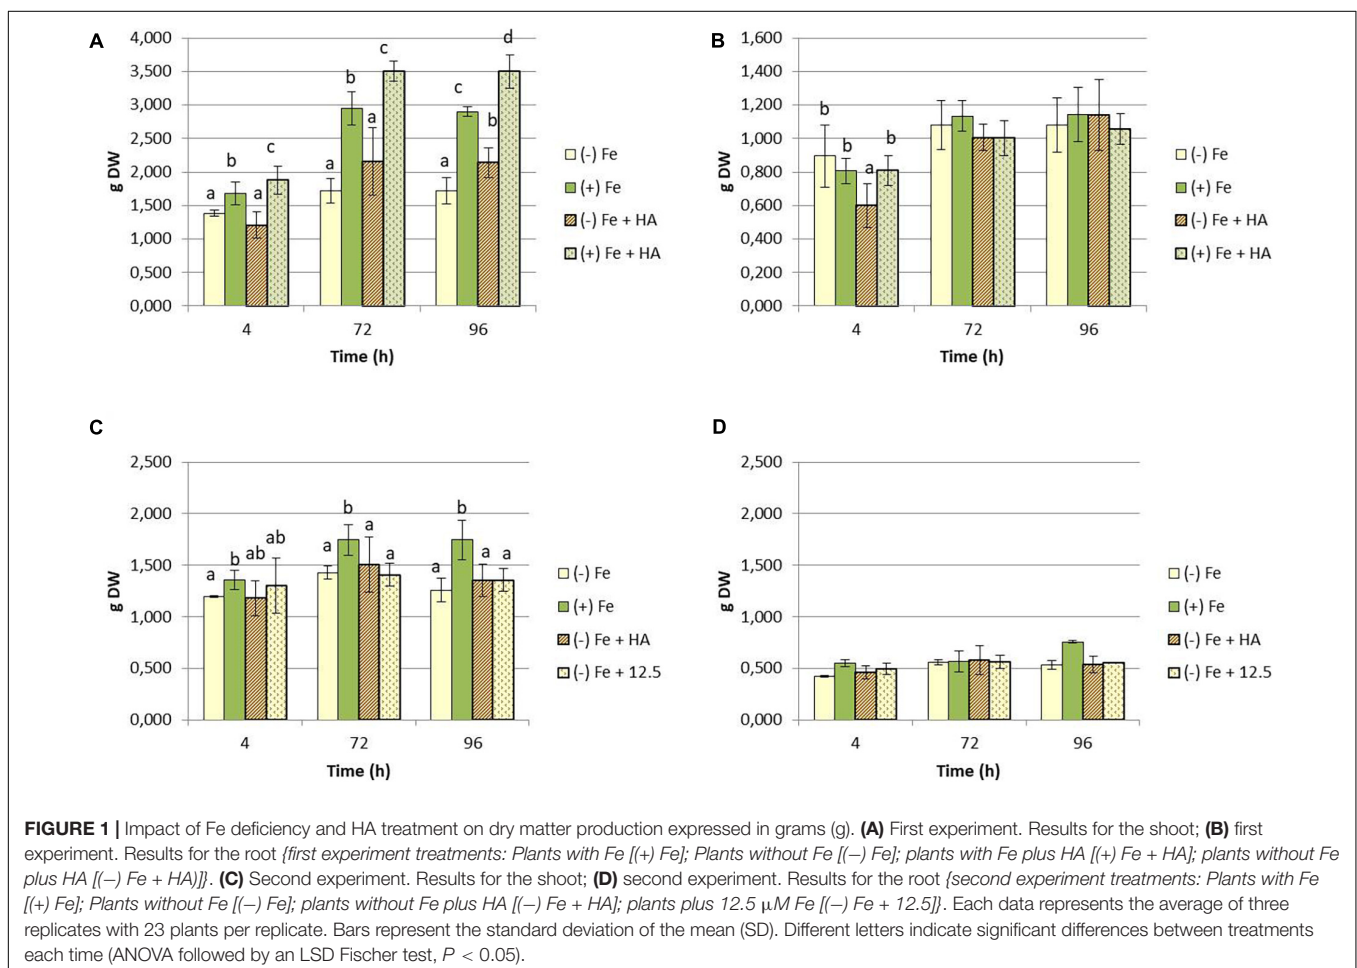 A
4,000
3,500
3,000
2,500
2,000
1,500
1,000
0,500
0,000
g DW
a b a c
a b a c
a c b d
4 72 96
Time (h)
(-) Fe
(+) Fe
(-) Fe + HA
(+) Fe + HA
B
1,600
1,400
1,200
1,000
0,800
0,600
0,400
0,200
0,000
g DW
b b a b
4 72 96
Time (h)
(-) Fe
(+) Fe
(-) Fe + HA
(+) Fe + HA
C
2,500
2,000
1,500
1,000
0,500
0,000
g DW
a b ab ab
a b a a
a b a a
4 72 96
Time (h)
(-) Fe
(+) Fe
(-) Fe + HA
(-) Fe + 12.5
D
2,500
2,000
1,500
1,000
0,500
0,000
g DW
4 72 96
Time (h)
(-) Fe
(+) Fe
(-) Fe + HA
(-) Fe + 12.5
FIGURE 1 | Impact of Fe deficiency and HA treatment on dry matter production expressed in grams (g). (A) First experiment. Results for the shoot; (B) first
experiment. Results for the root {first experiment treatments: Plants with Fe [(+) Fe]; Plants without Fe [(−) Fe]; plants with Fe plus HA [(+) Fe + HA]; plants without Fe
plus HA [(−) Fe + HA)]}. (C) Second experiment. Results for the shoot; (D) second experiment. Results for the root {second experiment treatments: Plants with Fe
[(+) Fe]; Plants without Fe [(−) Fe]; plants without Fe plus HA [(−) Fe + HA]; plants plus 12.5 μM Fe [(−) Fe + 12.5]}. Each data represents the average of three
replicates with 23 plants per replicate. Bars represent the standard deviation of the mean (SD). Different letters indicate significant differences between treatments
each time (ANOVA followed by an LSD Fischer test, P < 0.05).